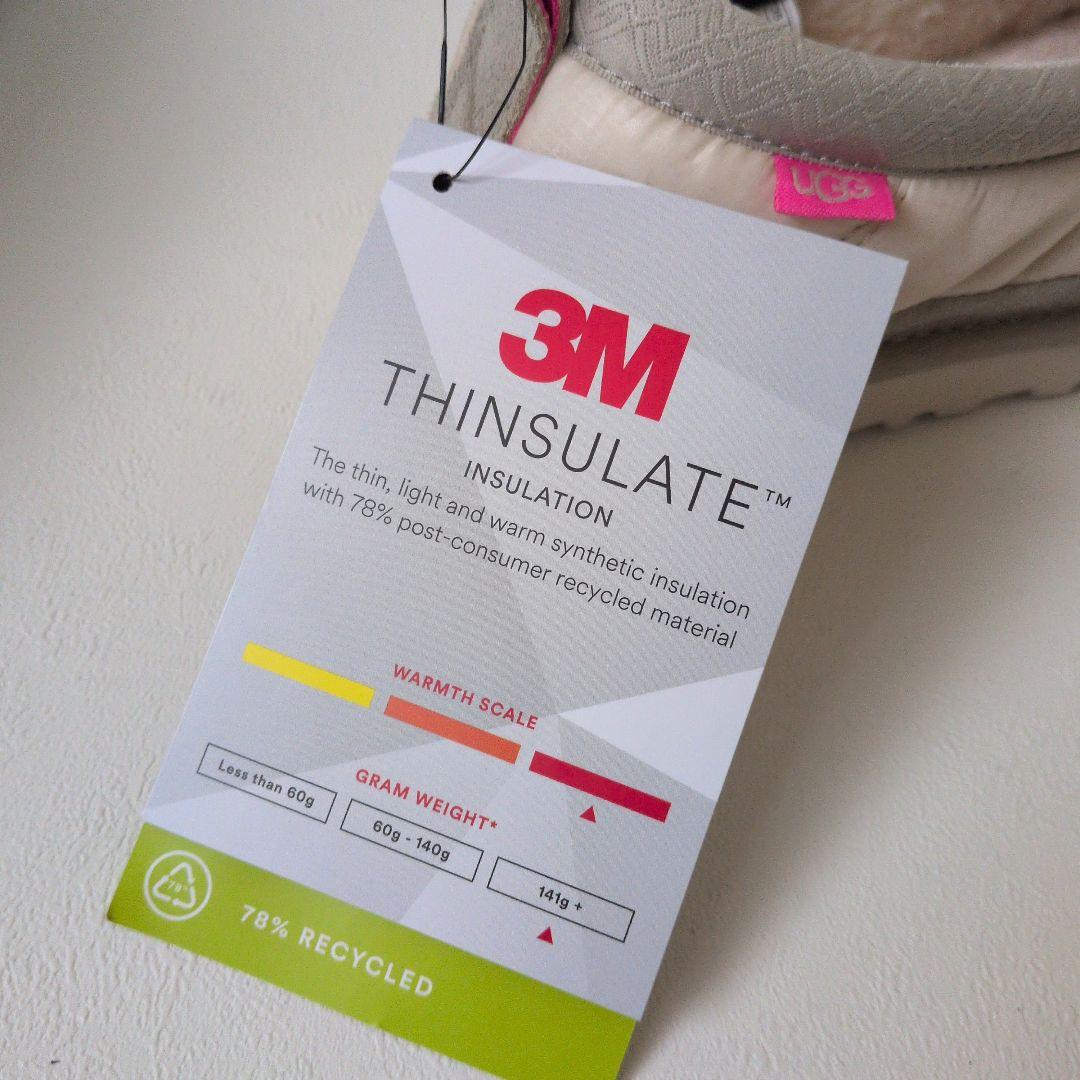 UGG
3M
THINSULATE™
INSULATION
The thin, light and warm synthetic insulation
with 78% post-consumer recycled material
WARMTH SCALE
GRAM WEIGHT*
Less than 60g
60g - 140g
141g +
78%
78% RECYCLED